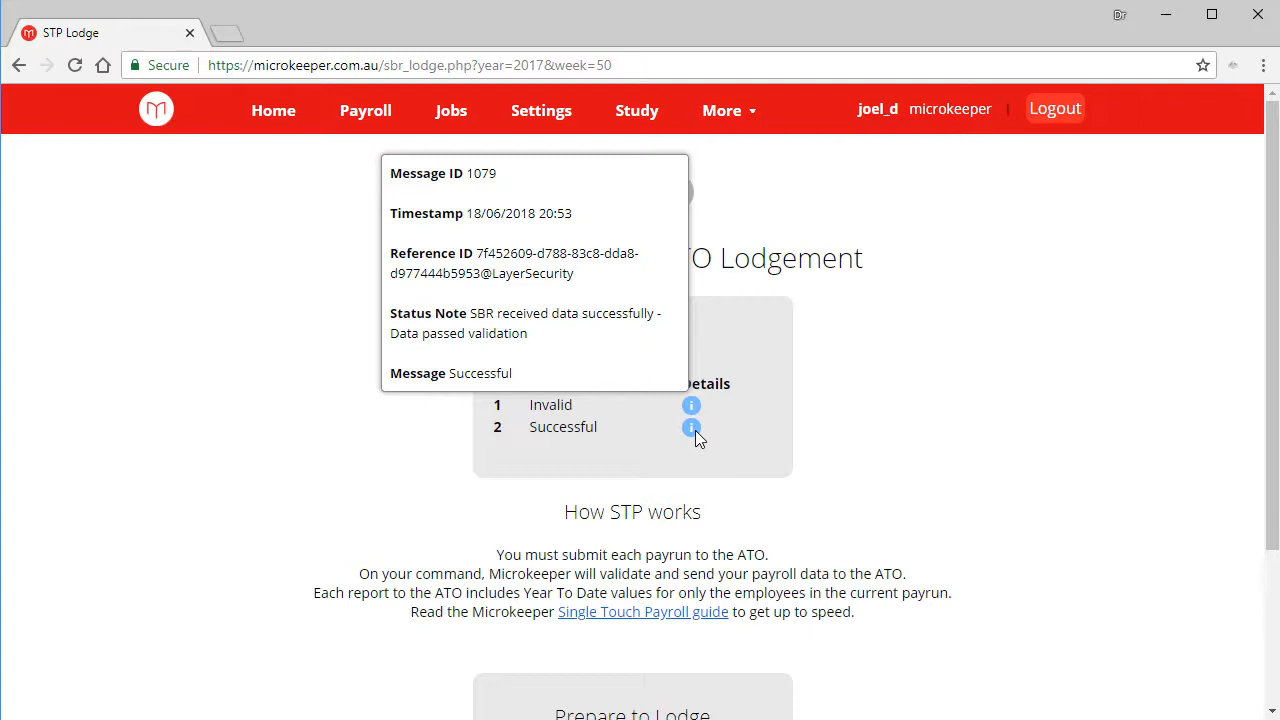 STP Lodge
Dr
Secure
https://microkeeper.com.au/sbr_lodge.php?year=2017&week=50
Home Payroll Jobs Settings Study More
joel_d microkeeper Logout
Message ID 1079
Timestamp 18/06/2018 20:53
Reference ID 7f452609-d788-83c8-dda8-
d977444b5953@LayerSecurity
Status Note SBR received data successfully -
Data passed validation
Message Successful
Lodgement
Details
1 Invalid
2 Successful
How STP works
You must submit each payrun to the ATO.
On your command, Microkeeper will validate and send your payroll data to the ATO.
Each report to the ATO includes Year To Date values for only the employees in the current payrun.
Read the Microkeeper Single Touch Payroll guide to get up to speed.
Prepare to Lodge